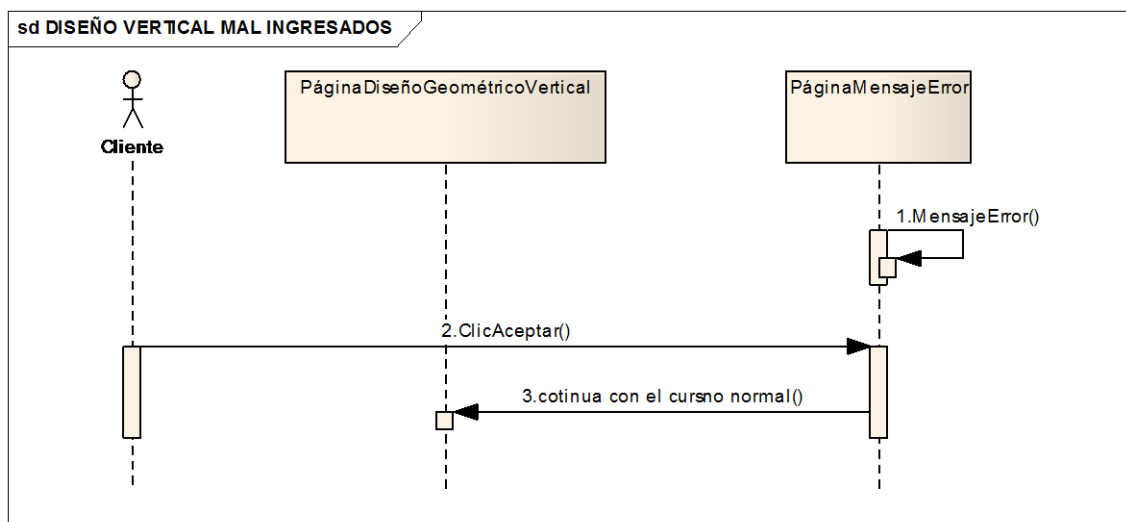 sd DISEÑO VERTICAL MAL INGRESADOS
Cliente
PáginaDiseñoGeométricoVertical
PáginaMensajeError
1.MensajeError()
2.ClicAceptar()
3.cotinua con el cursno normal()